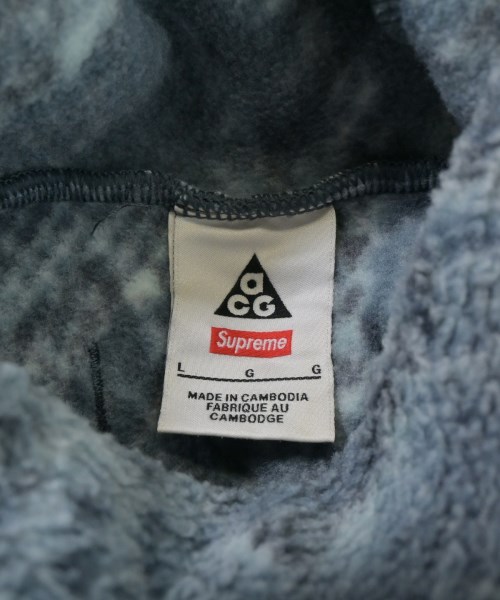 aCG
Supreme
L G G
MADE IN CAMBODIA
FABRIQUE AU
CAMBODGE